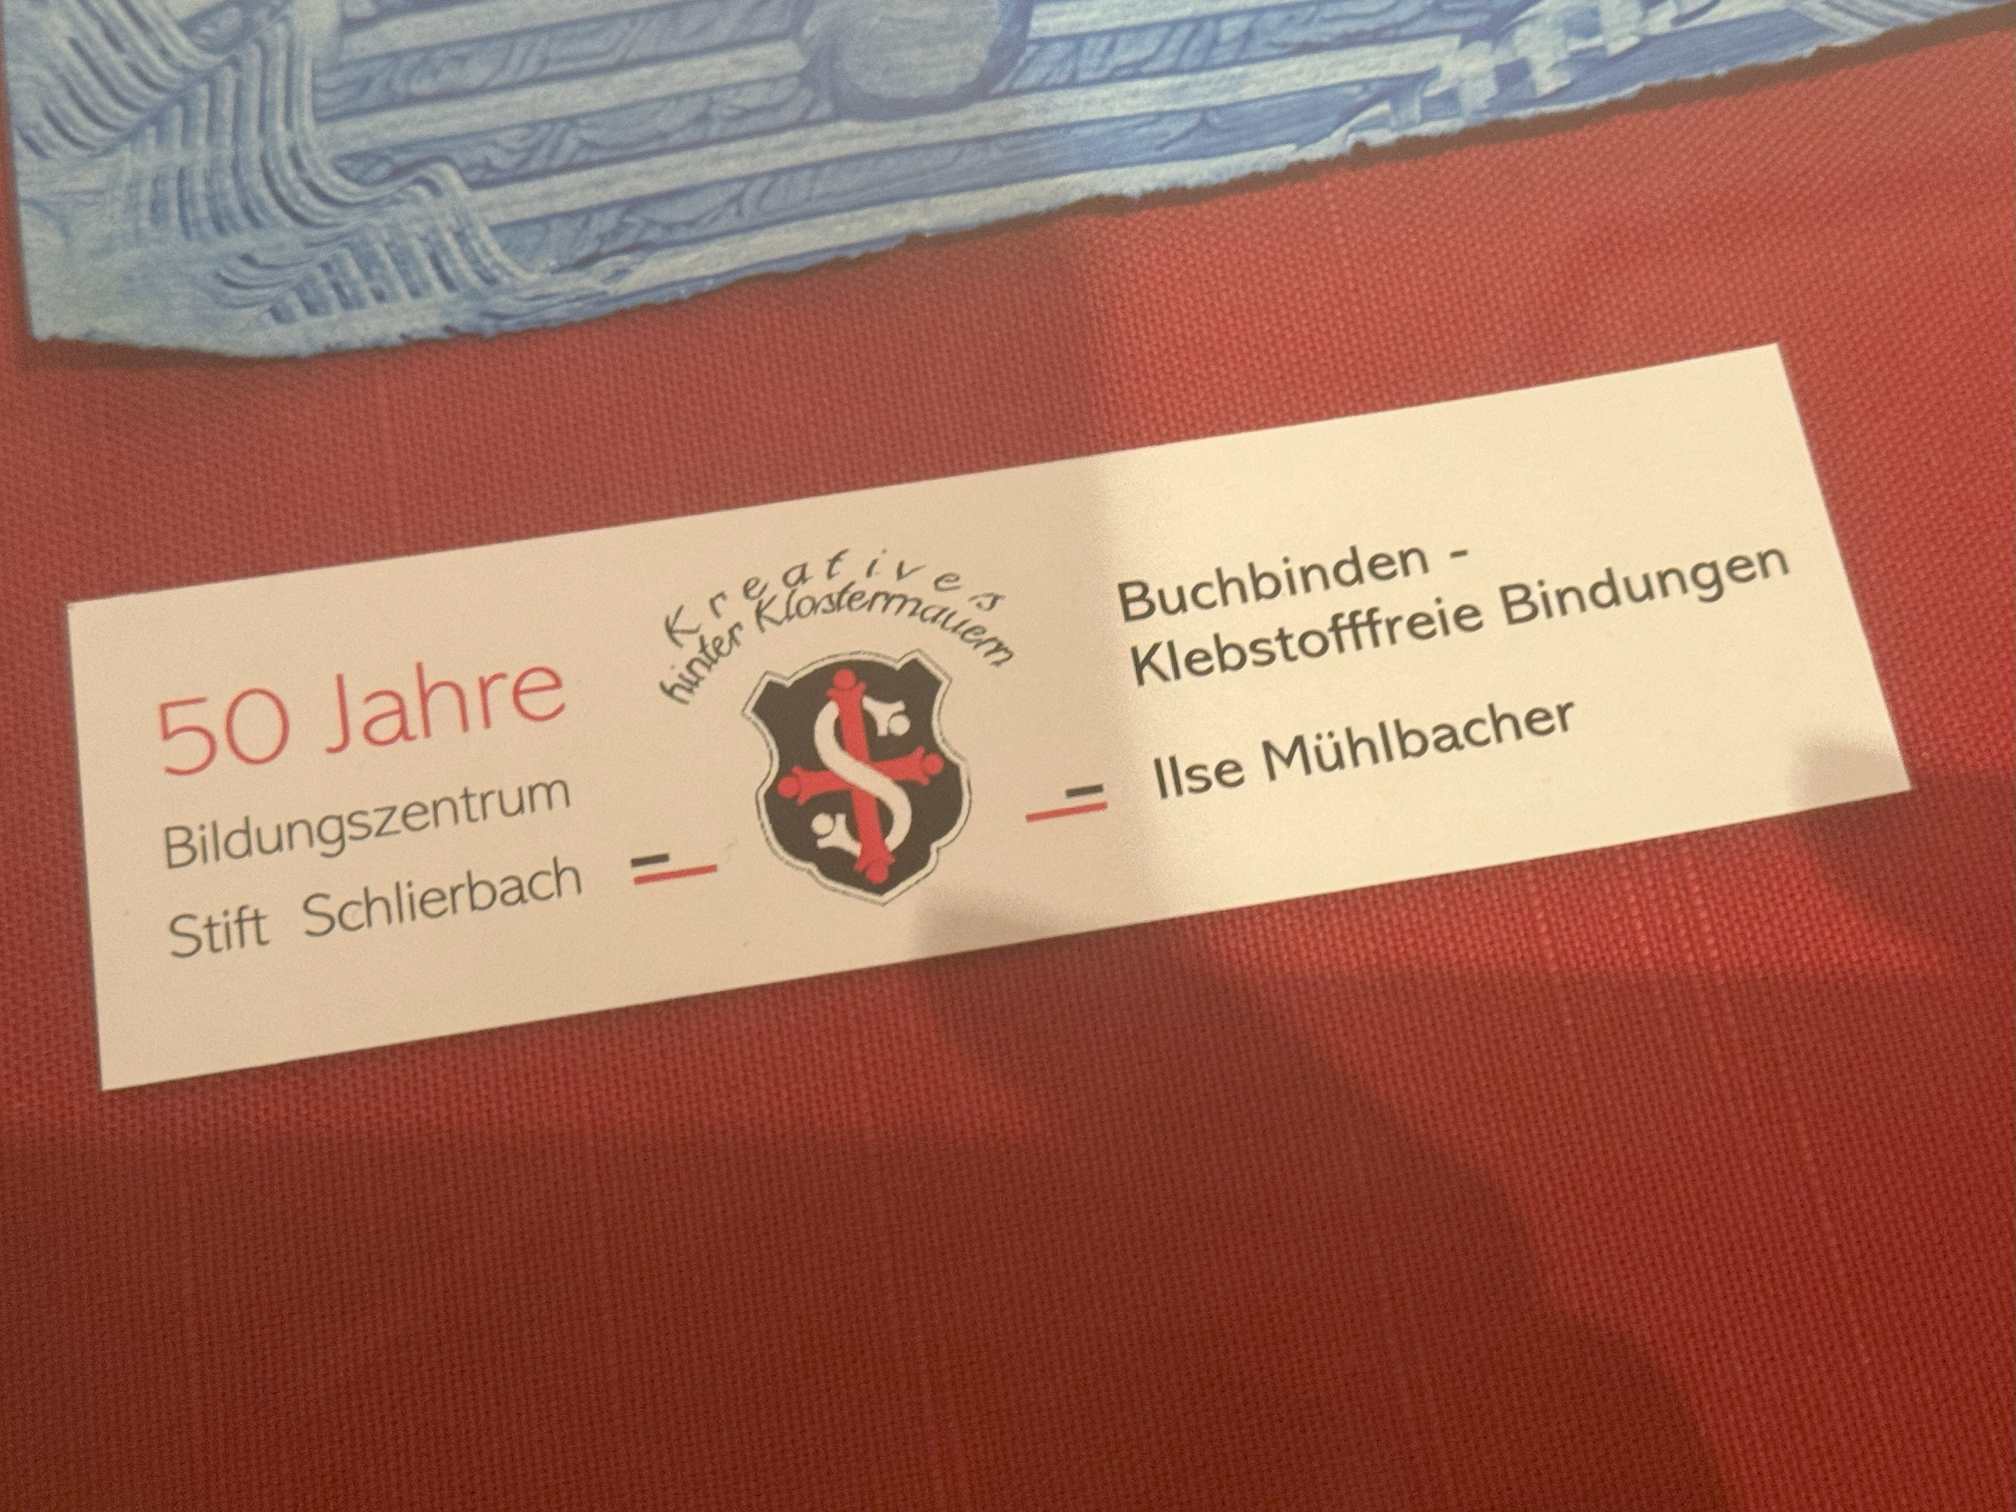 50 Jahre
Bildungszentrum
Stift Schlierbach
Kreatives
hinter Klostermauern
S
Buchbinden -
Klebstofffreie Bindungen
Ilse Mühlbacher